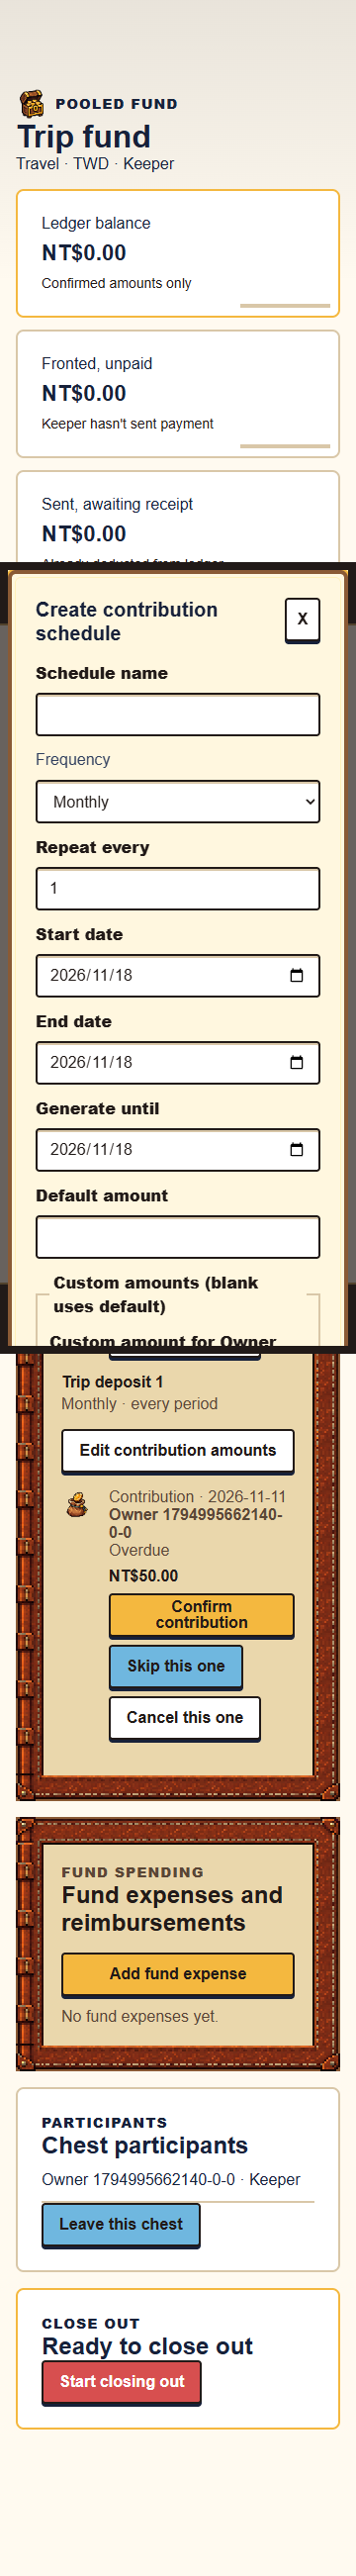 POOLED FUND
Trip fund
Travel · TWD · Keeper
Ledger balance
NT$0.00
Confirmed amounts only
Fronted, unpaid
NT$0.00
Keeper hasn't sent payment
Sent, awaiting receipt
NT$0.00
Already deducted from ledger
Create contribution
schedule
X
Schedule name
Frequency
Monthly
Repeat every
1
Start date
2026/11/18
End date
2026/11/18
Generate until
2026/11/18
Default amount
Custom amounts (blank
uses default)
Custom amount for Owner
Trip deposit 1
Monthly · every period
Edit contribution amounts
Contribution · 2026-11-11
Owner 1794995662140-
0-0
Overdue
NT$50.00
Confirm
contribution
Skip this one
Cancel this one
FUND SPENDING
Fund expenses and
reimbursements
Add fund expense
No fund expenses yet.
PARTICIPANTS
Chest participants
Owner 1794995662140-0-0 · Keeper
Leave this chest
CLOSE OUT
Ready to close out
Start closing out